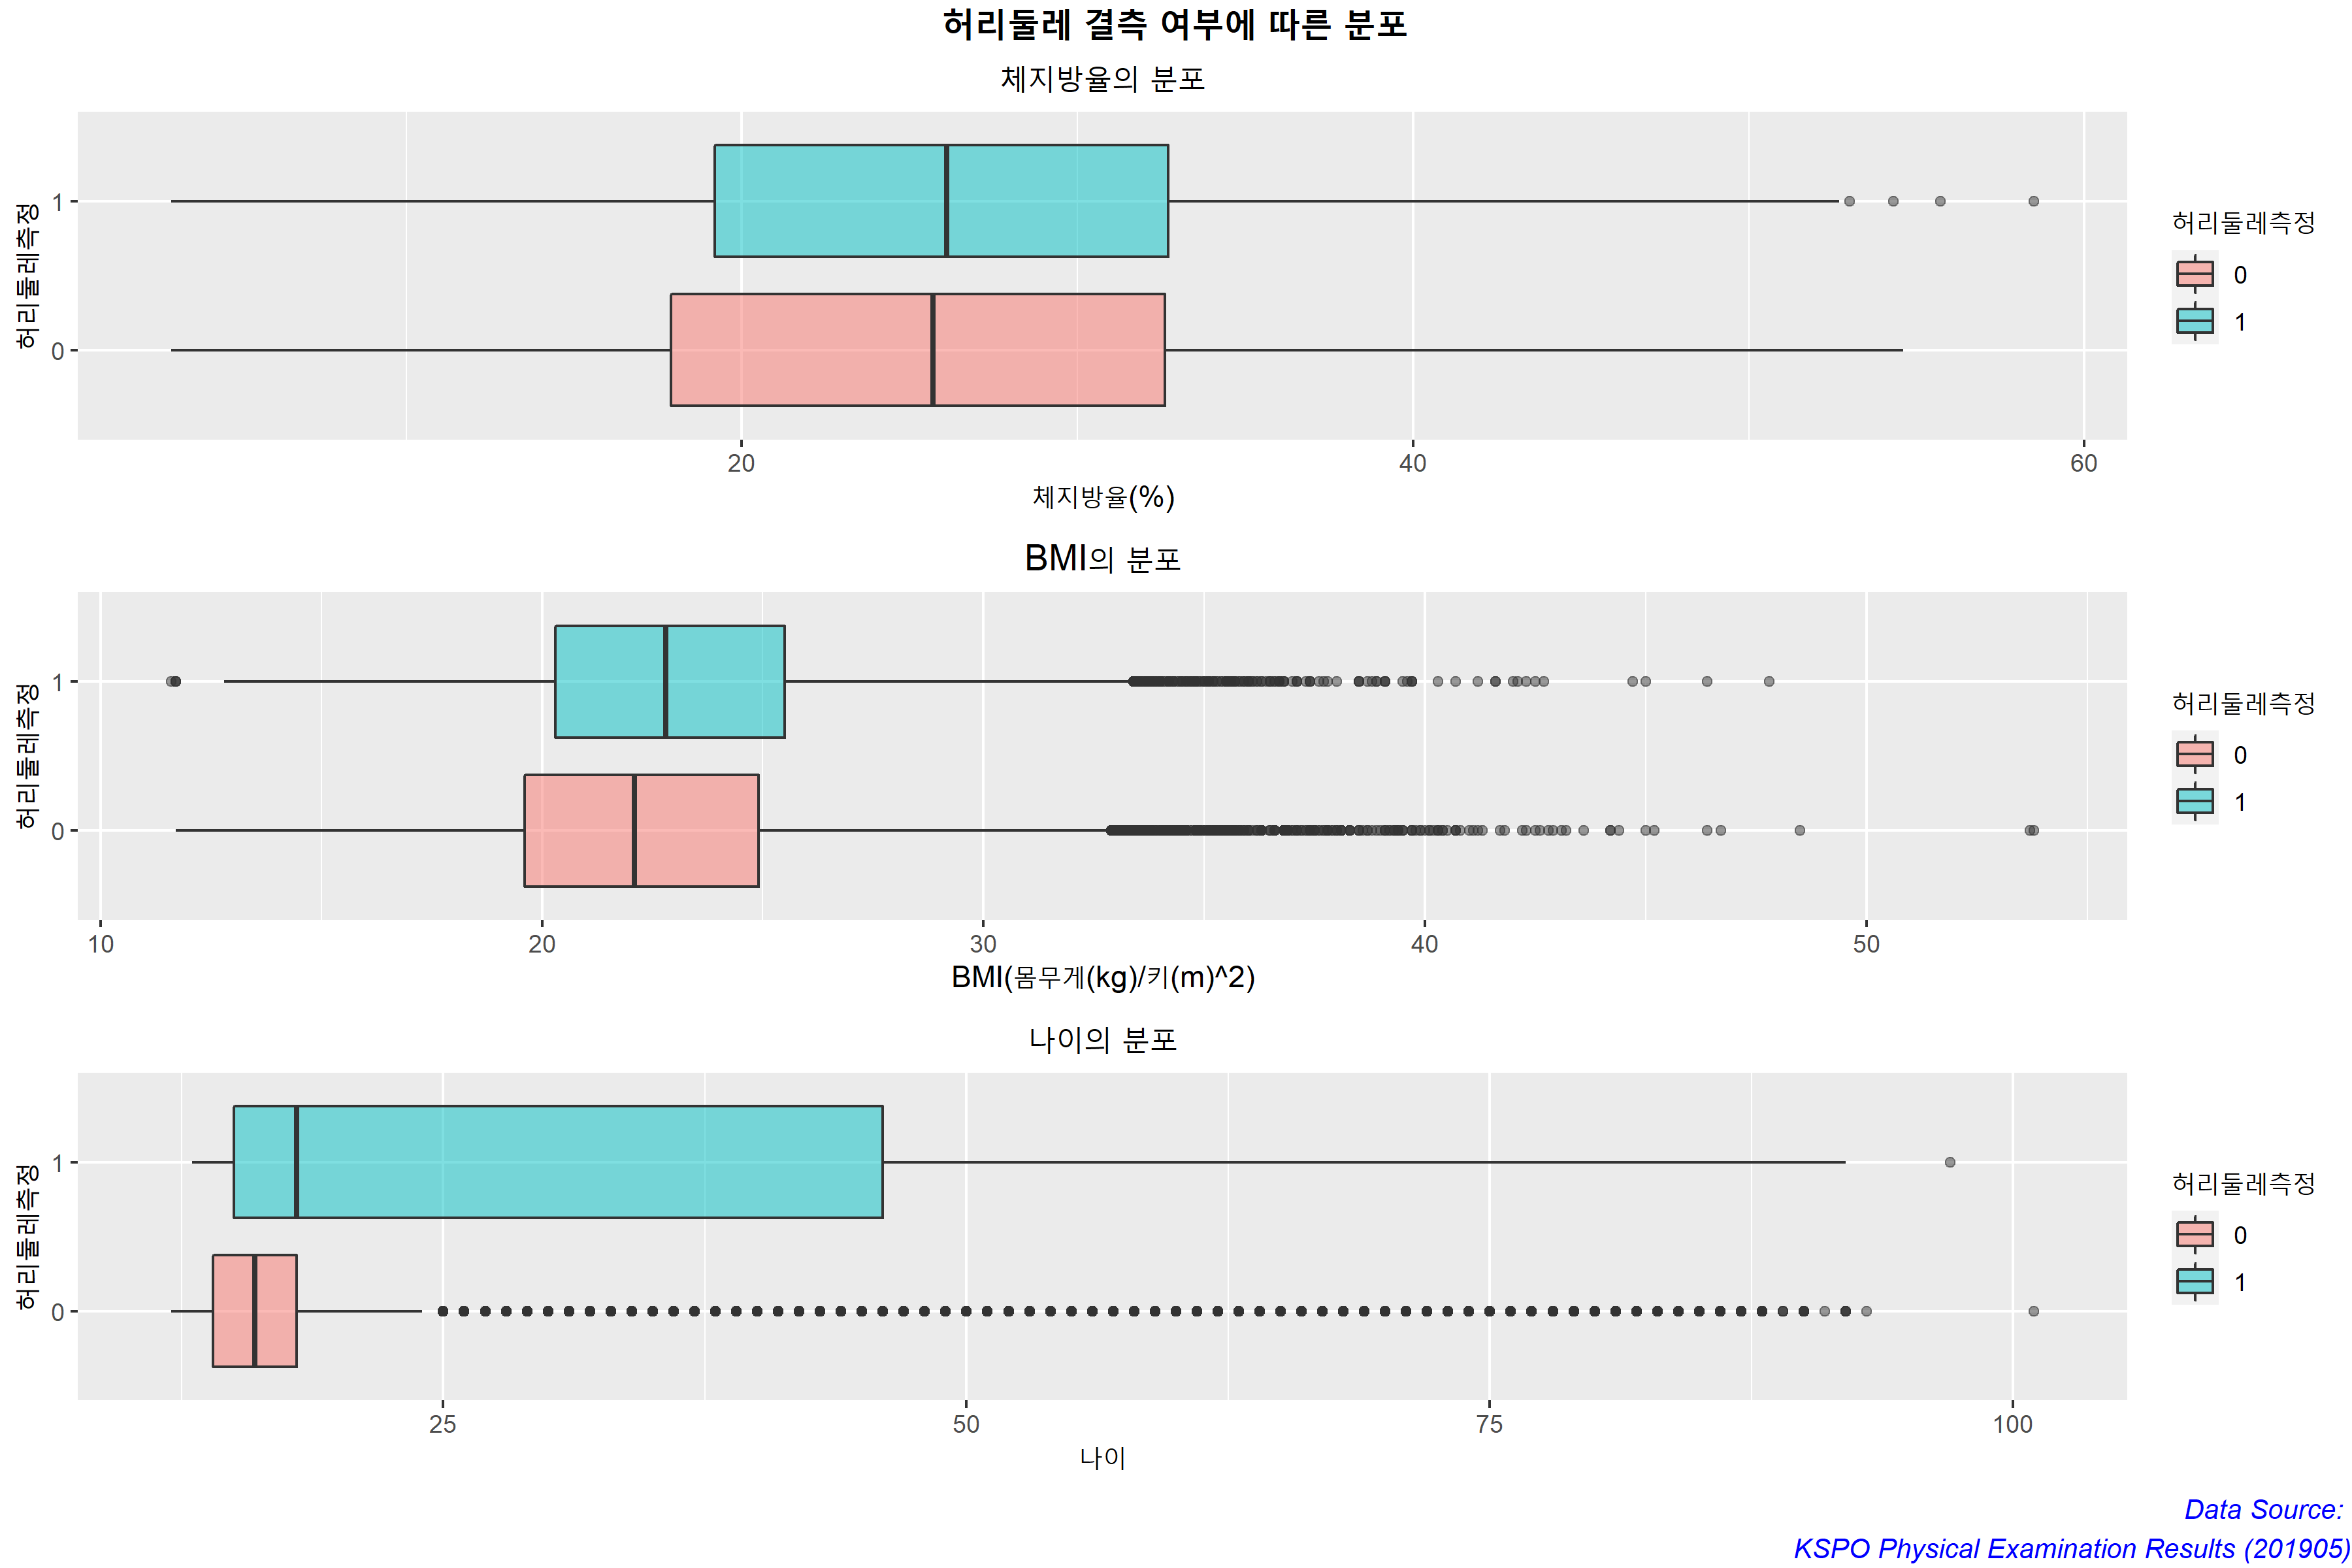 허리둘레 결측 여부에 따른 분포
체지방율의 분포
허리둘레측정
1
0
20
40
60
체지방율(%)
허리둘레측정
0
1
BMI의 분포
허리둘레측정
1
0
10
20
30
40
50
BMI(몸무게(kg)/키(m)^2)
허리둘레측정
0
1
나이의 분포
허리둘레측정
1
0
25
50
75
100
나이
허리둘레측정
0
1
Data Source:
KSPO Physical Examination Results (201905)